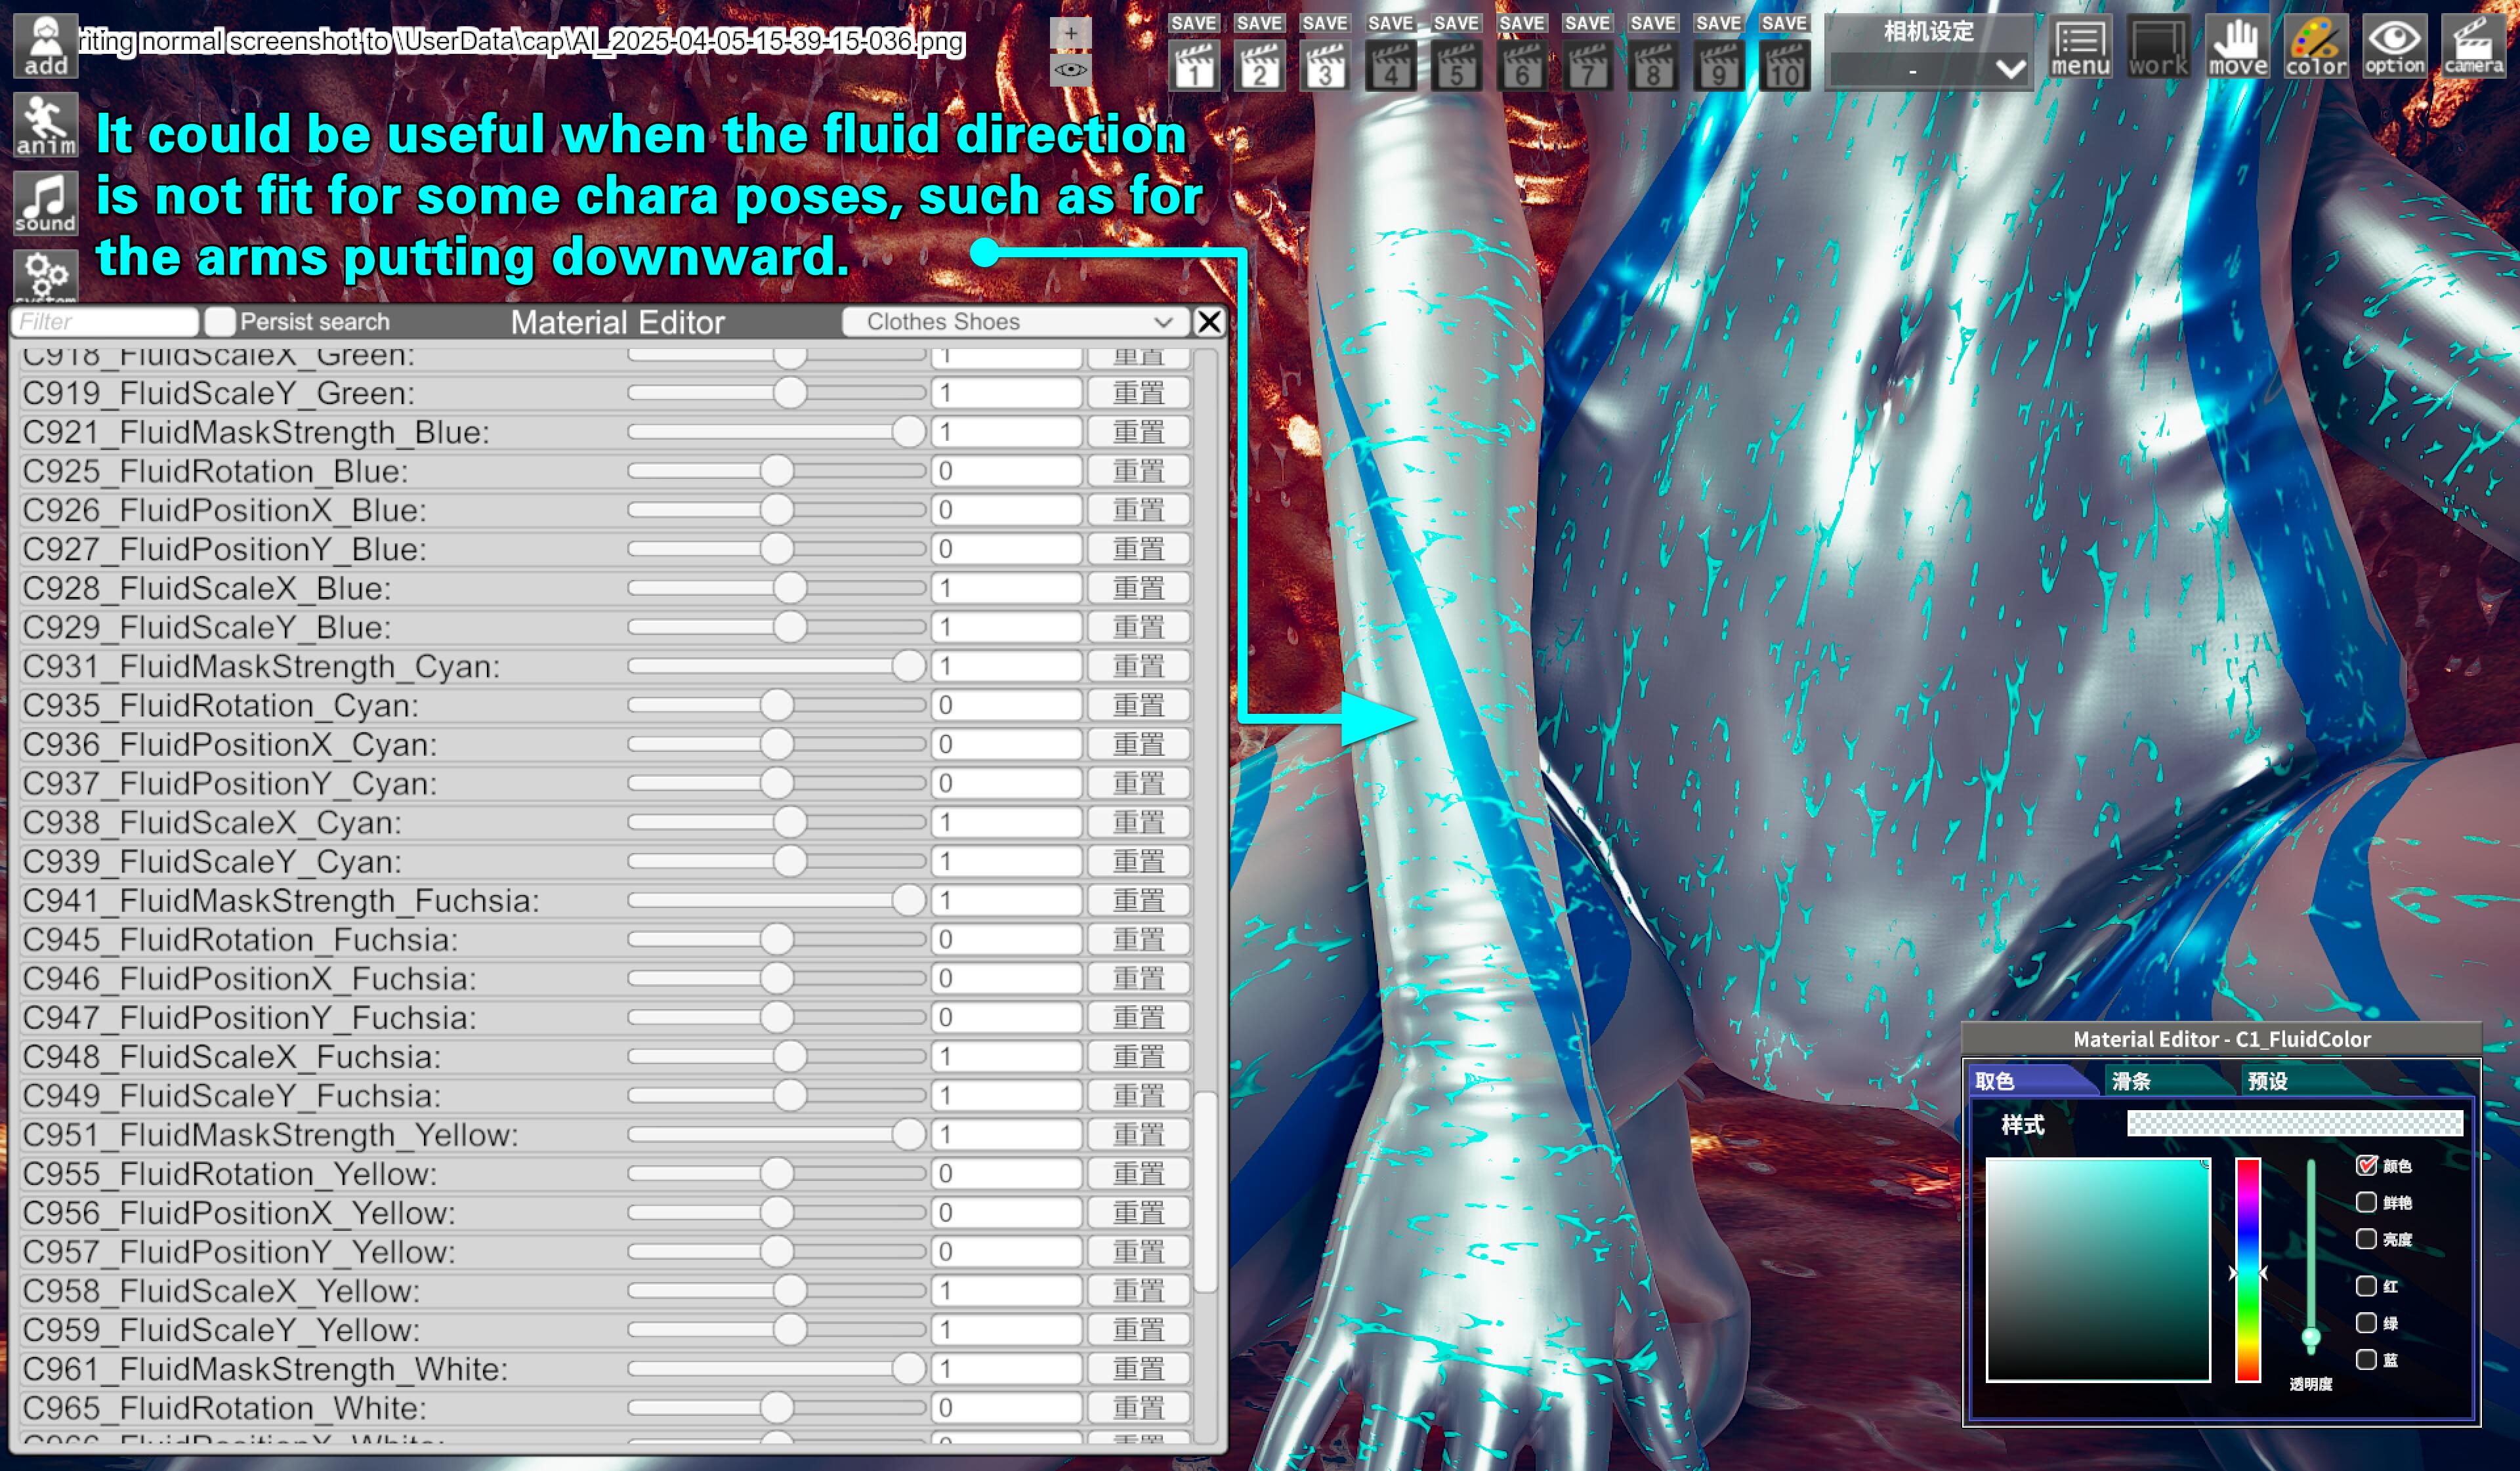 riting normal screenshot to \UserData\cap\AI_2025-04-05-15-39-15-036.png
+
SAVE SAVE SAVE SAVE SAVE SAVE SAVE SAVE SAVE SAVE
1 2 3 4 5 6 7 8 9 10
相机设定
-
menu work move color option camera
add
anim
sound
system
It could be useful when the fluid direction
is not fit for some chara poses, such as for
the arms putting downward.
Filter Persist search Material Editor Clothes Shoes X
C918_FluidScaleX_Green: 1 重置
C919_FluidScaleY_Green: 1 重置
C921_FluidMaskStrength_Blue: 1 重置
C925_FluidRotation_Blue: 0 重置
C926_FluidPositionX_Blue: 0 重置
C927_FluidPositionY_Blue: 0 重置
C928_FluidScaleX_Blue: 1 重置
C929_FluidScaleY_Blue: 1 重置
C931_FluidMaskStrength_Cyan: 1 重置
C935_FluidRotation_Cyan: 0 重置
C936_FluidPositionX_Cyan: 0 重置
C937_FluidPositionY_Cyan: 0 重置
C938_FluidScaleX_Cyan: 1 重置
C939_FluidScaleY_Cyan: 1 重置
C941_FluidMaskStrength_Fuchsia: 1 重置
C945_FluidRotation_Fuchsia: 0 重置
C946_FluidPositionX_Fuchsia: 0 重置
C947_FluidPositionY_Fuchsia: 0 重置
C948_FluidScaleX_Fuchsia: 1 重置
C949_FluidScaleY_Fuchsia: 1 重置
C951_FluidMaskStrength_Yellow: 1 重置
C955_FluidRotation_Yellow: 0 重置
C956_FluidPositionX_Yellow: 0 重置
C957_FluidPositionY_Yellow: 0 重置
C958_FluidScaleX_Yellow: 1 重置
C959_FluidScaleY_Yellow: 1 重置
C961_FluidMaskStrength_White: 1 重置
C965_FluidRotation_White: 0 重置
C966_FluidPositionX_White: 0 重置
Material Editor - C1_FluidColor
取色 滑条 预设
样式
颜色
鲜艳
亮度
红
绿
蓝
透明度